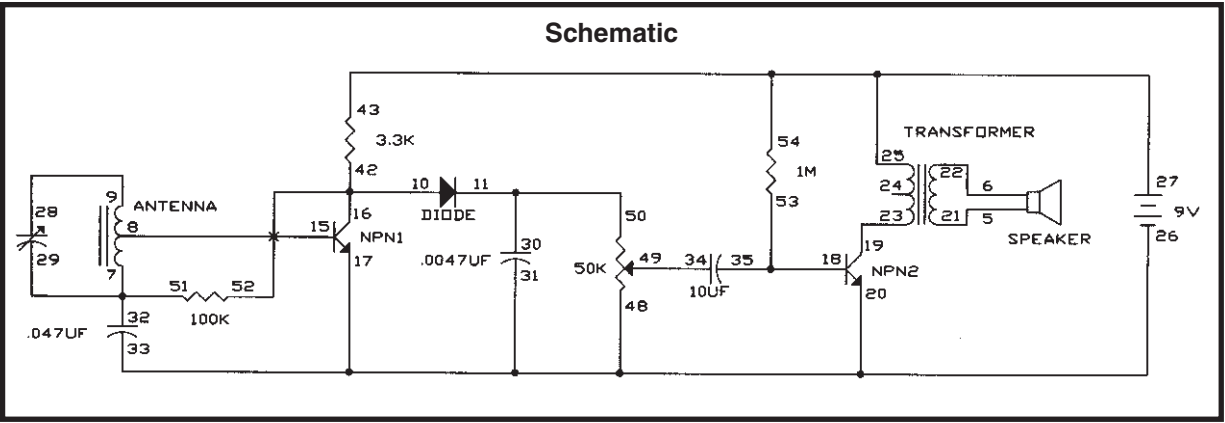 Schematic
43
3.3K
42
54
1M
53
TRANSFORMER
25
24
23
22
21
6
5
SPEAKER
27
9V
26
9
ANTENNA
8
7
28
29
10
11
DIODE
15
16
NPN1
17
30
.0047UF
31
50
50K
49
48
34
35
10UF
18
19
NPN2
20
51
52
100K
32
.047UF
33